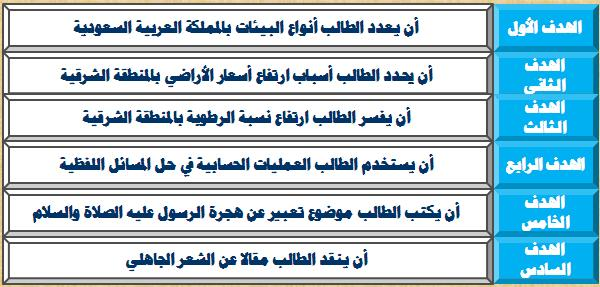 الهدف الأول
أن يعدد الطالب أنواع البيئات بالمملكة العربية السعودية
الهدف
الثاني
أن يحدد الطالب أسباب ارتفاع أسعار الأراضي بالمنطقة الشرقية
الهدف
الثالث
أن يفسر الطالب ارتفاع نسبة الرطوبة بالمنطقة الشرقية
الهدف الرابع
أن يستخدم الطالب العمليات الحسابية في حل المسائل اللفظية
الهدف
الخامس
أن يكتب الطالب موضوع تعبير عن هجرة الرسول عليه الصلاة والسلام
الهدف
السادس
أن ينقد الطالب مقالا عن الشعر الجاهلي